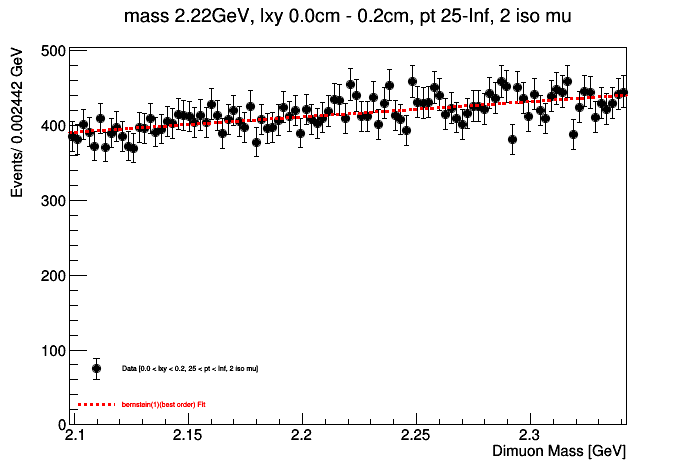 mass 2.22GeV, lxy 0.0cm - 0.2cm, pt 25-Inf, 2 iso mu
Events/ 0.002442 GeV
500
400
300
200
100
0
Data [0.0 < lxy < 0.2, 25 < pt < Inf, 2 iso mu]
bernstein(1)(best order) Fit
2.1 2.15 2.2 2.25 2.3
Dimuon Mass [GeV]